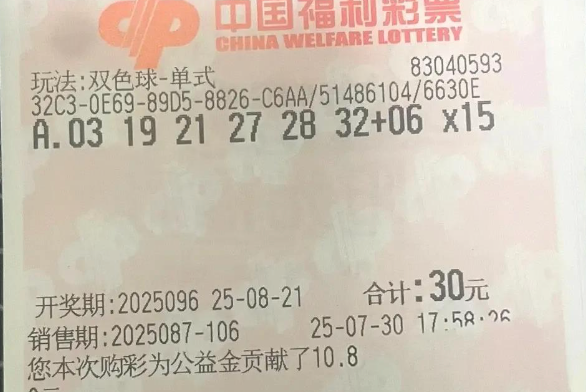 中国福利彩票
CHINA WELFARE LOTTERY
玩法:双色球-单式 83040593
32C3-0E69-89D5-8826-C6AA/51486104/6630E
A.03 19 21 27 28 32+06 x15
开奖期:2025096 25-08-21 合计:30元
销售期:2025087-106 25-07-30 17:58:26
您本次购彩为公益金贡献了10.8